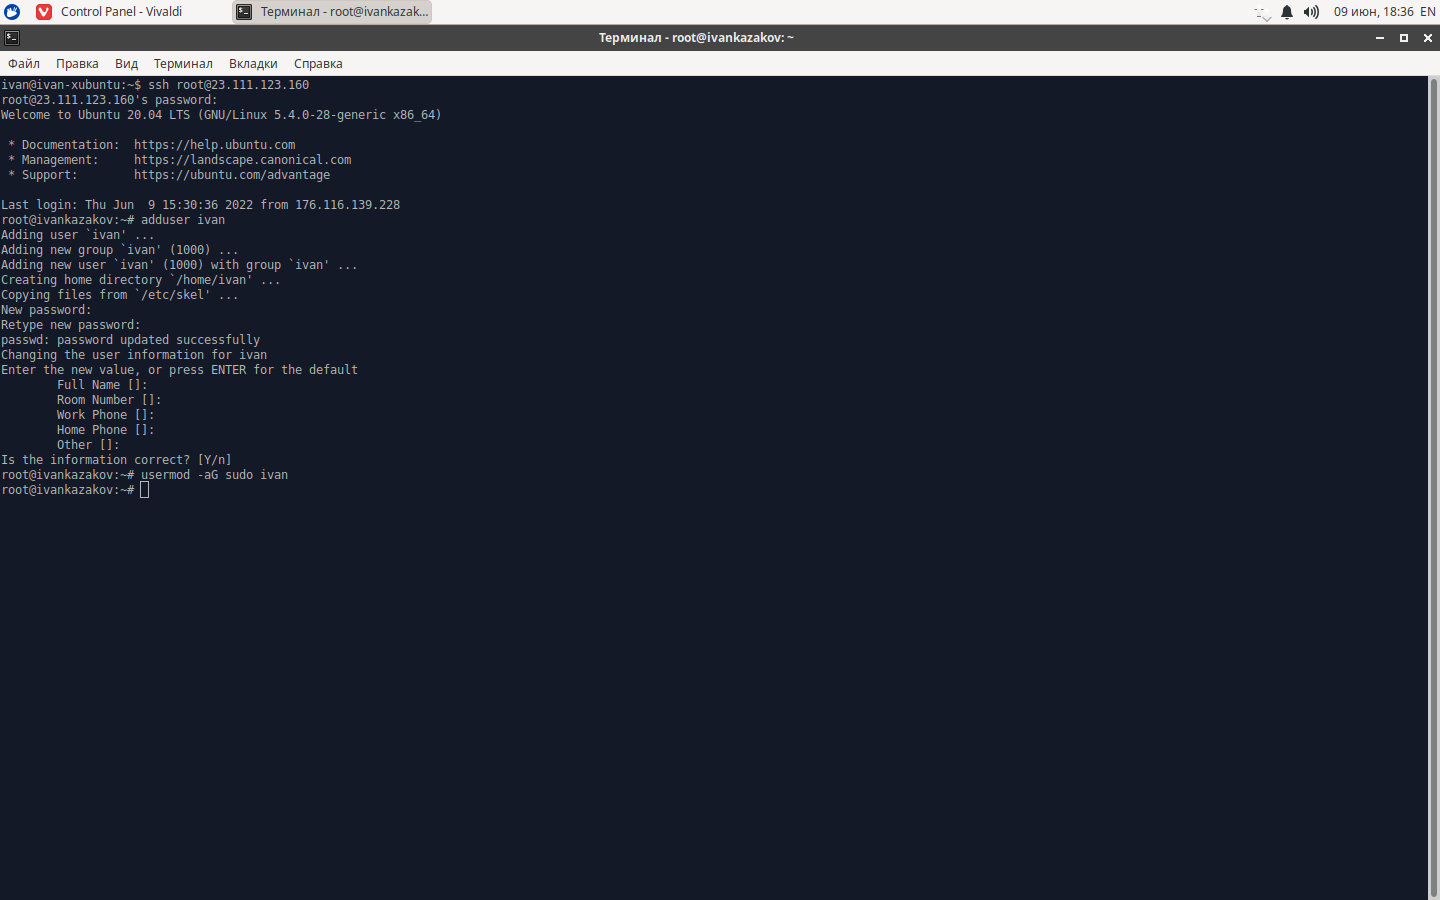 Control Panel - Vivaldi
Терминал - root@ivankazak...
09 июн, 18:36 EN
Терминал - root@ivankazakov: ~
Файл Правка Вид Терминал Вкладки Справка
ivan@ivan-xubuntu:~$ ssh root@23.111.123.160
root@23.111.123.160's password:
Welcome to Ubuntu 20.04 LTS (GNU/Linux 5.4.0-28-generic x86_64)
* Documentation: https://help.ubuntu.com
* Management: https://landscape.canonical.com
* Support: https://ubuntu.com/advantage
Last login: Thu Jun 9 15:30:36 2022 from 176.116.139.228
root@ivankazakov:~# adduser ivan
Adding user `ivan' ...
Adding new group `ivan' (1000) ...
Adding new user `ivan' (1000) with group `ivan' ...
Creating home directory `/home/ivan' ...
Copying files from `/etc/skel' ...
New password:
Retype new password:
passwd: password updated successfully
Changing the user information for ivan
Enter the new value, or press ENTER for the default
Full Name []:
Room Number []:
Work Phone []:
Home Phone []:
Other []:
Is the information correct? [Y/n]
root@ivankazakov:~# usermod -aG sudo ivan
root@ivankazakov:~#